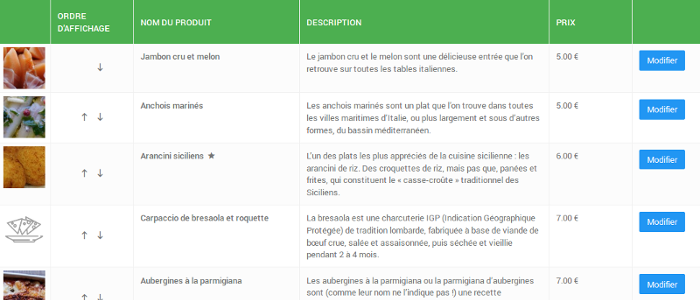 ORDRE D'AFFICHAGE
NOM DU PRODUIT
DESCRIPTION
PRIX
Jambon cru et melon
Le jambon cru et le melon sont une délicieuse entrée que l'on
retrouve sur toutes les tables italiennes.
5.00 €
Modifier
Anchois marinés
Les anchois marinés sont un plat que l'on trouve dans toutes
les villes maritimes d'Italie, ou plus largement et sous d'autres
formes, du bassin méditerranéen.
5.00 €
Modifier
Arancini siciliens ★
L'un des plats les plus appréciés de la cuisine sicilienne : les
arancini de riz. Des croquettes de riz, mais pas que, panées et
frites, qui constituent le « casse-croûte » traditionnel des
Siciliens.
6.00 €
Modifier
Carpaccio de bresaola et roquette
La bresaola est une charcuterie IGP (Indication Géographique
Protégée) de tradition lombarde, fabriquée à base de viande de
bœuf crue, salée et assaisonnée, puis séchée et vieillie
pendant 2 à 4 mois.
7.00 €
Modifier
Aubergines à la parmigiana
Les aubergines à la parmigiana ou la parmigiana d'aubergines
sont (comme leur nom ne l'indique pas !) une recette
7.00 €
Modifier